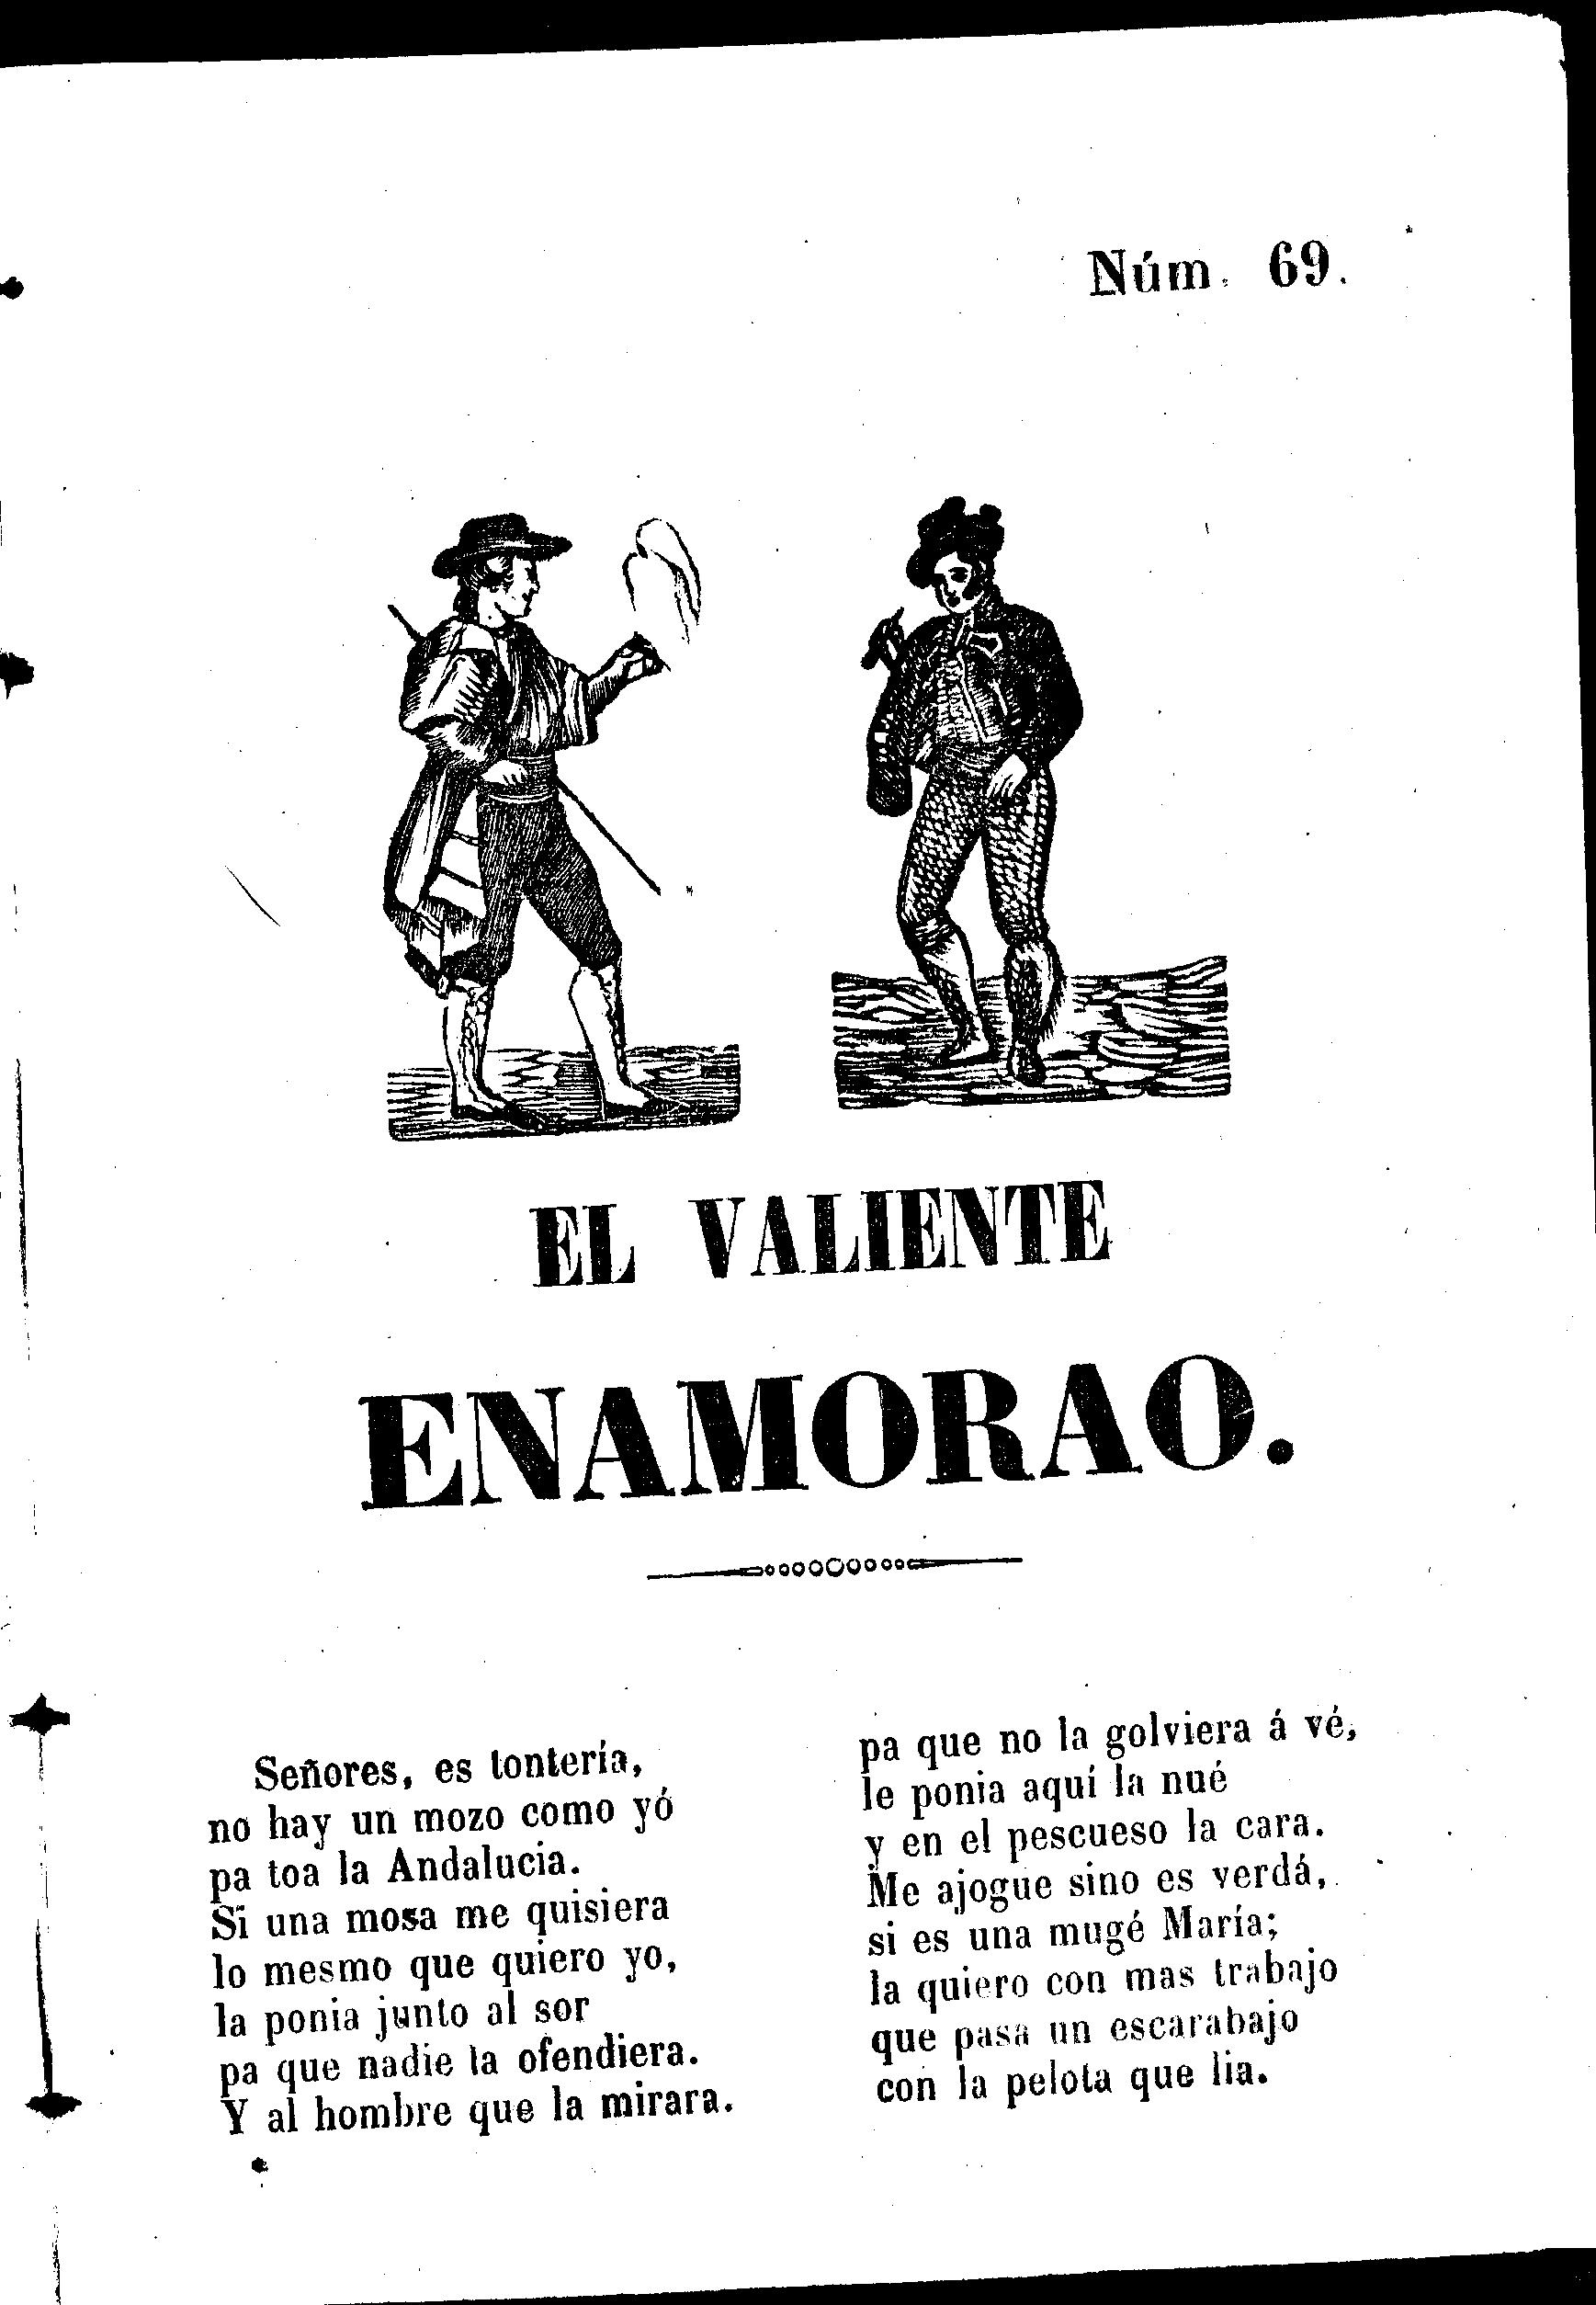 Núm. 69.
EL VALIENTE
ENAMORAO.
Señores, es tontería,
no hay un mozo como yó
pa toa la Andalucia.
Si una mosa me quisiera
lo mesmo que quiero yo,
la ponia junto al sor
pa que nadie la ofendiera.
Y al hombre que la mirara.
pa que no la golviera á vé,
le ponia aquí la nué
y en el pescueso la cara.
Me ajogue sino es verdá,
si es una mugé María;
la quiero con mas trabajo
que pasa un escarabajo
con la pelota que lia.